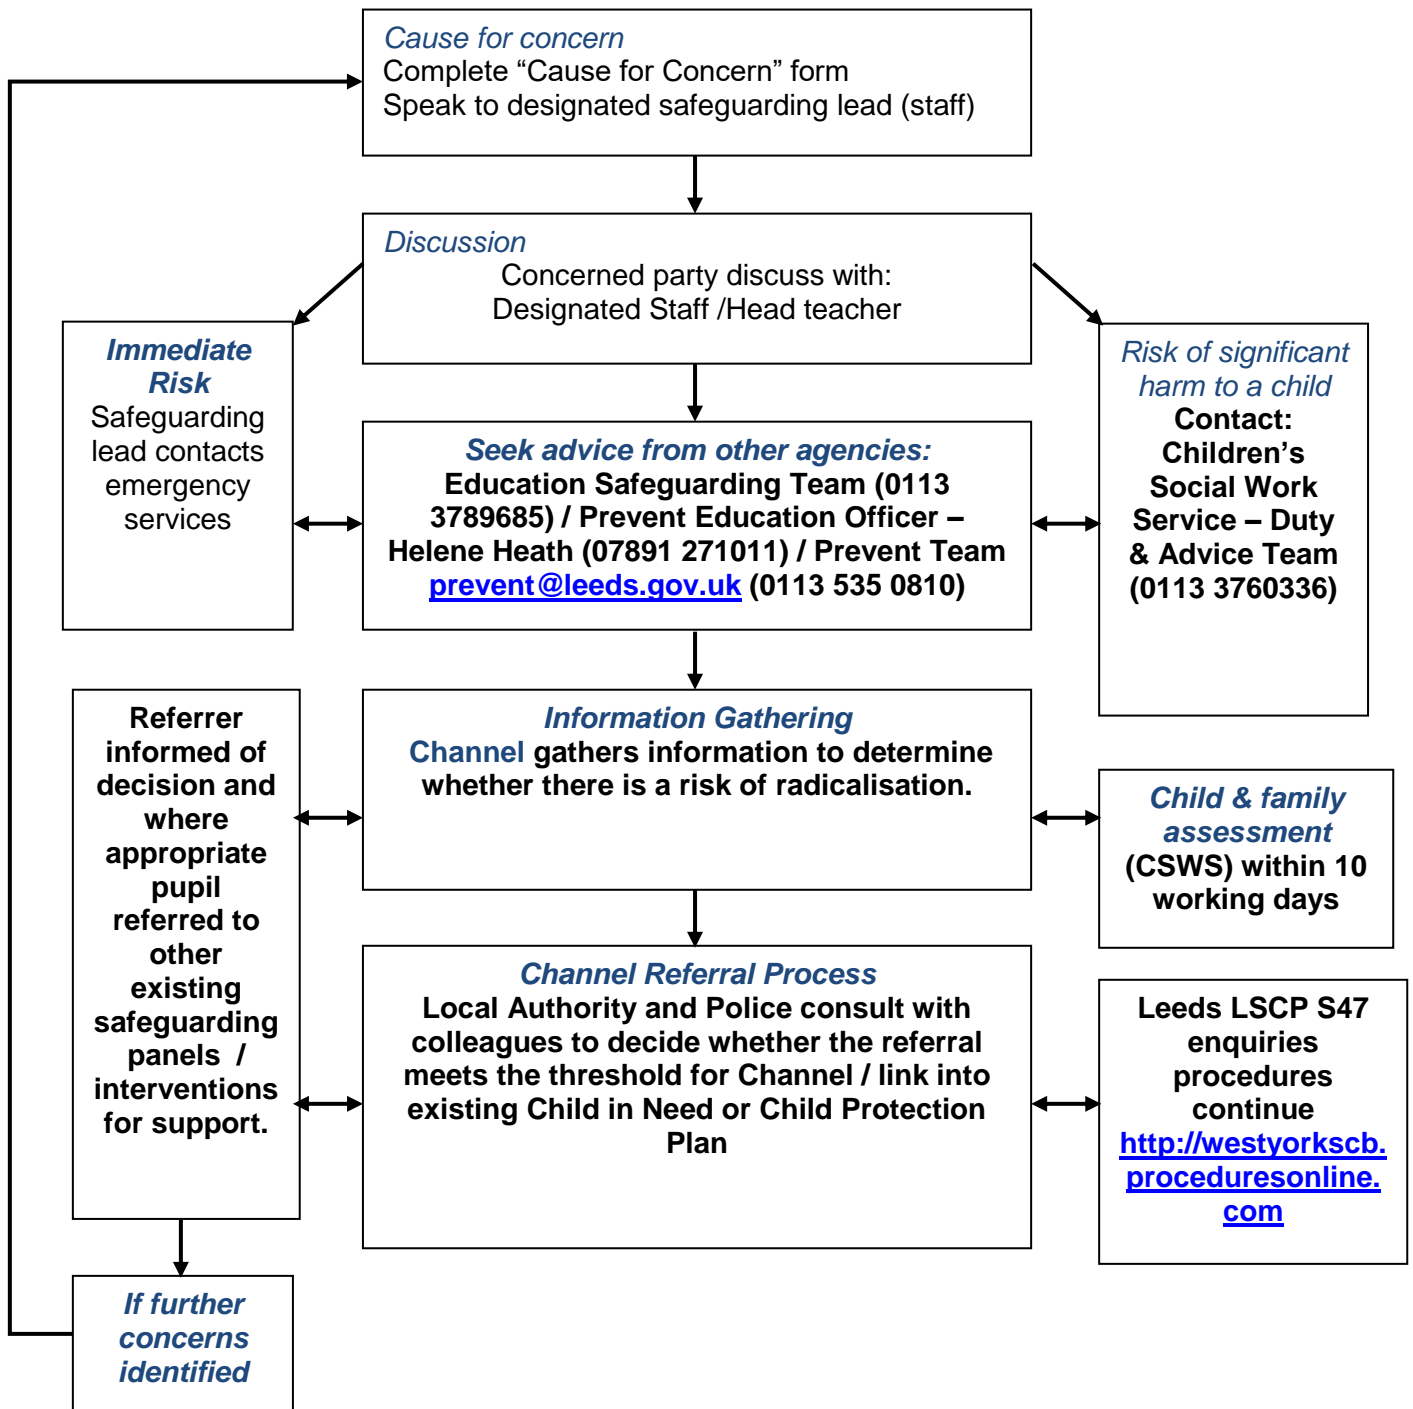 Cause for concern
Complete “Cause for Concern” form
Speak to designated safeguarding lead (staff)
Discussion
Concerned party discuss with:
Designated Staff /Head teacher
Immediate
Risk
Safeguarding
lead contacts
emergency
services
Seek advice from other agencies:
Education Safeguarding Team (0113
3789685) / Prevent Education Officer –
Helene Heath (07891 271011) / Prevent Team
prevent@leeds.gov.uk (0113 535 0810)
Risk of significant
harm to a child
Contact:
Children’s
Social Work
Service – Duty
& Advice Team
(0113 3760336)
Referrer
informed of
decision and
where
appropriate
pupil
referred to
other
existing
safeguarding
panels /
interventions
for support.
Information Gathering
Channel gathers information to determine
whether there is a risk of radicalisation.
Child & family
assessment
(CSWS) within 10
working days
Channel Referral Process
Local Authority and Police consult with
colleagues to decide whether the referral
meets the threshold for Channel / link into
existing Child in Need or Child Protection
Plan
Leeds LSCP S47
enquiries
procedures
continue
http://westyorkscb.
proceduresonline.
com
If further
concerns
identified